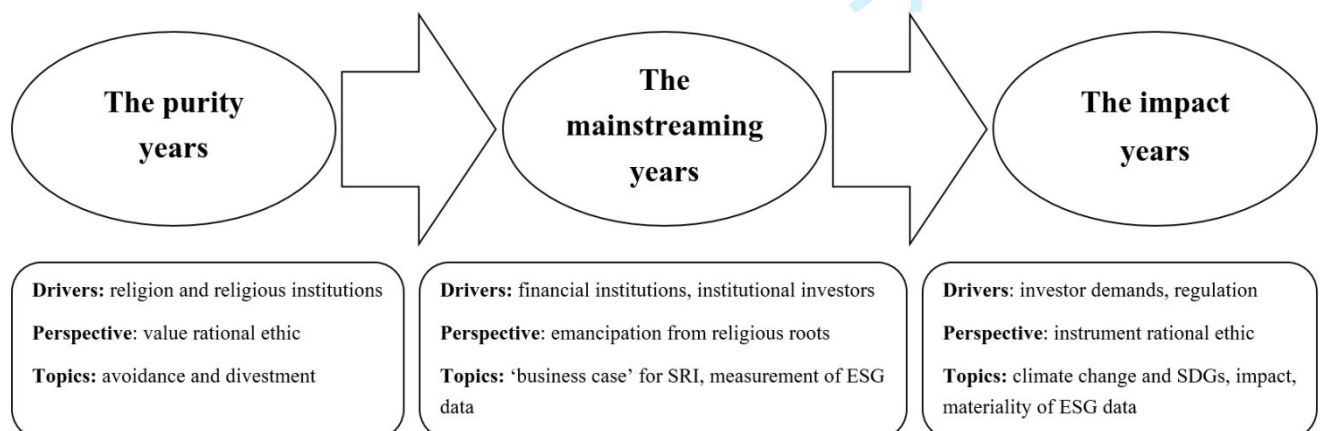 The purity
years
The
mainstreaming
years
The impact
years
Drivers: religion and religious institutions
Perspective: value rational ethic
Topics: avoidance and divestment
Drivers: financial institutions, institutional investors
Perspective: emancipation from religious roots
Topics: ‘business case’ for SRI, measurement of ESG
data
Drivers: investor demands, regulation
Perspective: instrument rational ethic
Topics: climate change and SDGs, impact,
materiality of ESG data